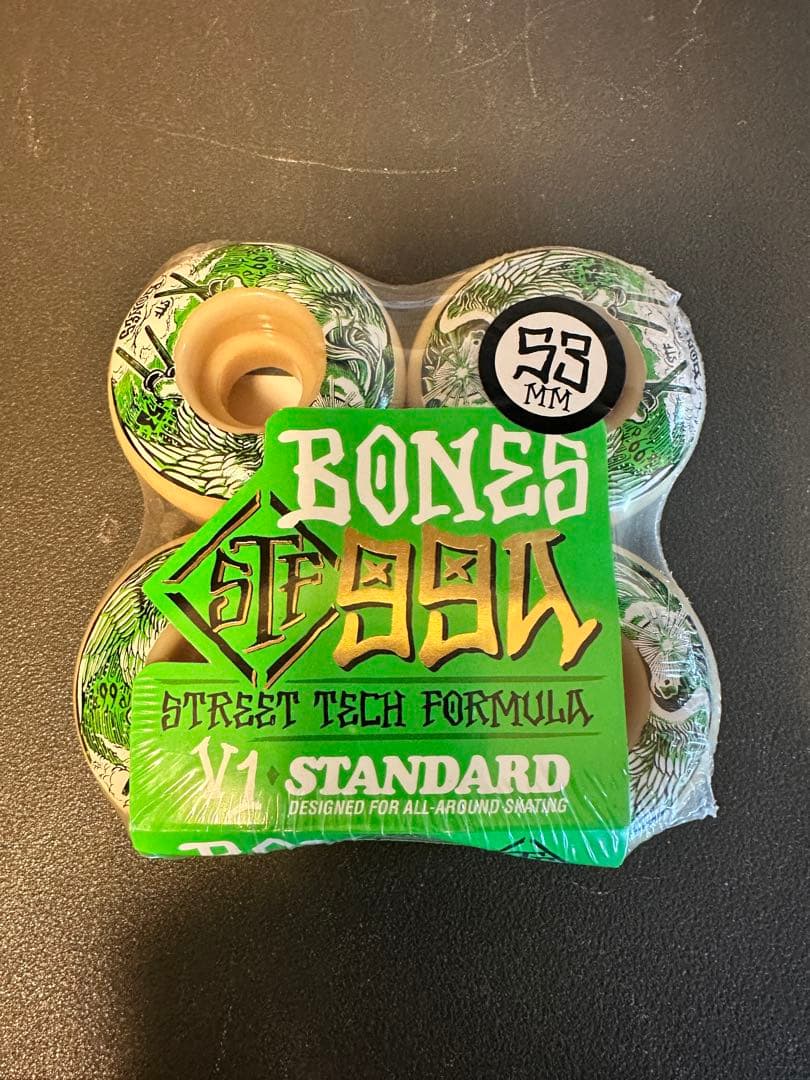 53
MM
BONES
STF 99A
STREET TECH FORMULA
V1 STANDARD
DESIGNED FOR ALL-AROUND SKATING